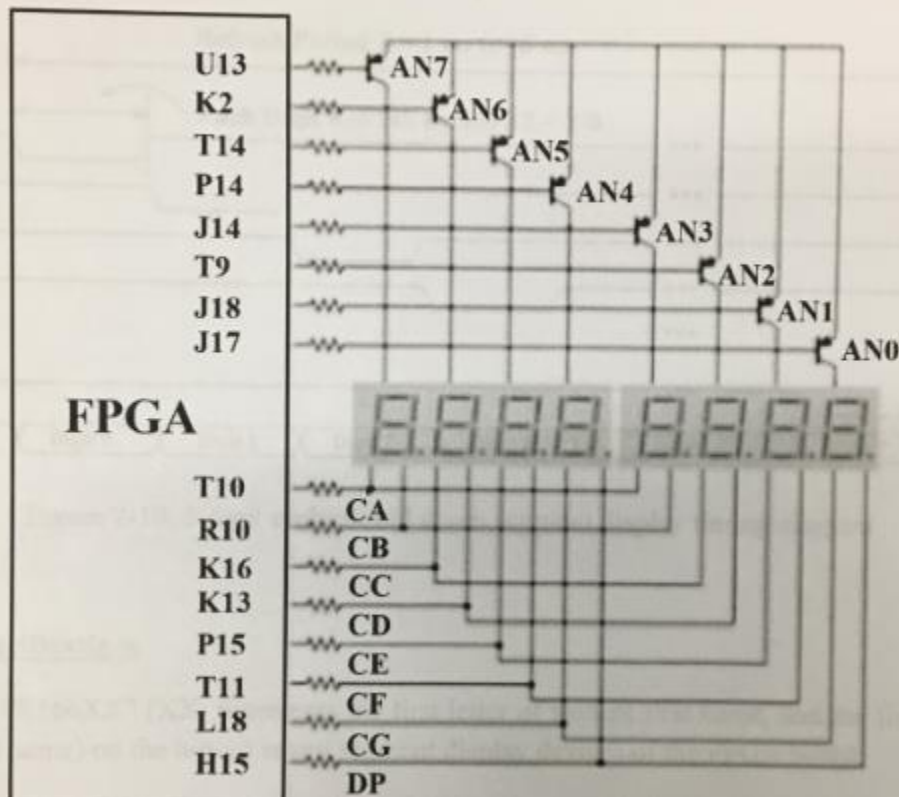 U13 AN7
K2 AN6
T14 AN5
P14 AN4
J14 AN3
T9 AN2
J18 AN1
J17 AN0
FPGA
T10 CA
R10 CB
K16 CC
K13 CD
P15 CE
T11 CF
L18 CG
H15 DP